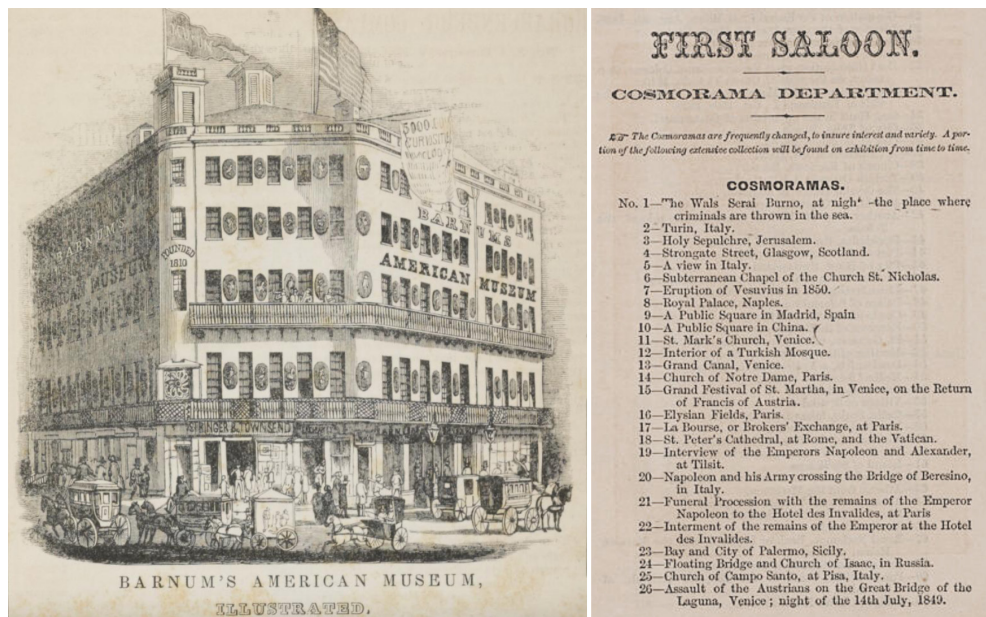 BARNUM'S
AMERICAN MUSEUM
FOUNDED
1810
STRINGER & TOWNSEND
BARNUM'S AMERICAN MUSEUM,
ILLUSTRATED.
FIRST SALOON.
COSMORAMA DEPARTMENT.
The Cosmoramas are frequently changed, to insure interest and variety. A por-
tion of the following extensive collection will be found on exhibition from time to time.
COSMORAMAS.
No. 1—The Wals Serai Burno, at night -the place where
criminals are thrown in the sea.
2—Turin, Italy.
3—Holy Sepulchre, Jerusalem.
4—Strongate Street, Glasgow, Scotland.
5—A view in Italy.
6—Subterranean Chapel of the Church St. Nicholas.
7—Eruption of Vesuvius in 1850.
8—Royal Palace, Naples.
9—A Public Square in Madrid, Spain
10—A Public Square in China.
11—St. Mark's Church, Venice.
12—Interior of a Turkish Mosque.
13—Grand Canal, Venice.
14—Church of Notre Dame, Paris.
15—Grand Festival of St. Martha, in Venice, on the Return
of Francis of Austria.
16—Elysian Fields, Paris.
17—La Bourse, or Brokers' Exchange, at Paris.
18—St. Peter's Cathedral, at Rome, and the Vatican.
19—Interview of the Emperors Napoleon and Alexander,
at Tilsit.
20—Napoleon and his Army crossing the Bridge of Beresino,
in Italy.
21—Funeral Procession with the remains of the Emperor
Napoleon to the Hotel des Invalides, at Paris
22—Interment of the remains of the Emperor at the Hotel
des Invalides.
23—Bay and City of Palermo, Sicily.
24—Floating Bridge and Church of Isaac, in Russia.
25—Church of Campo Santo, at Pisa, Italy.
26—Assault of the Austrians on the Great Bridge of the
Laguna, Venice; night of the 14th July, 1849.